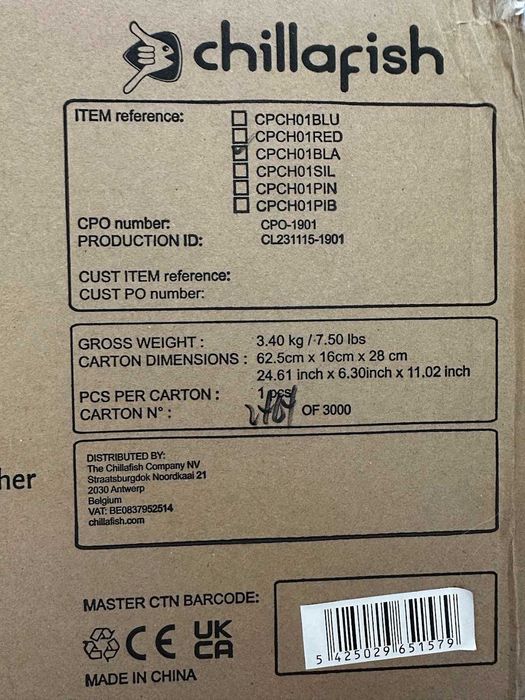 chillafish
ITEM reference:
CPCH01BLU
CPCH01RED
CPCH01BLA
CPCH01SIL
CPCH01PIN
CPCH01PIB
CPO number: CPO-1901
PRODUCTION ID: CL231115-1901
CUST ITEM reference:
CUST PO number:
GROSS WEIGHT : 3.40 kg / 7.50 lbs
CARTON DIMENSIONS : 62.5cm x 16cm x 28 cm
24.61 inch x 6.30inch x 11.02 inch
PCS PER CARTON : 1 pcs
CARTON N° : OF 3000
her
DISTRIBUTED BY:
The Chillafish Company NV
Straatsburgdok Noordkaai 21
2030 Antwerp
Belgium
VAT: BE0837952514
chillafish.com
MASTER CTN BARCODE:
CE UK
CA
MADE IN CHINA
5 425029 651579